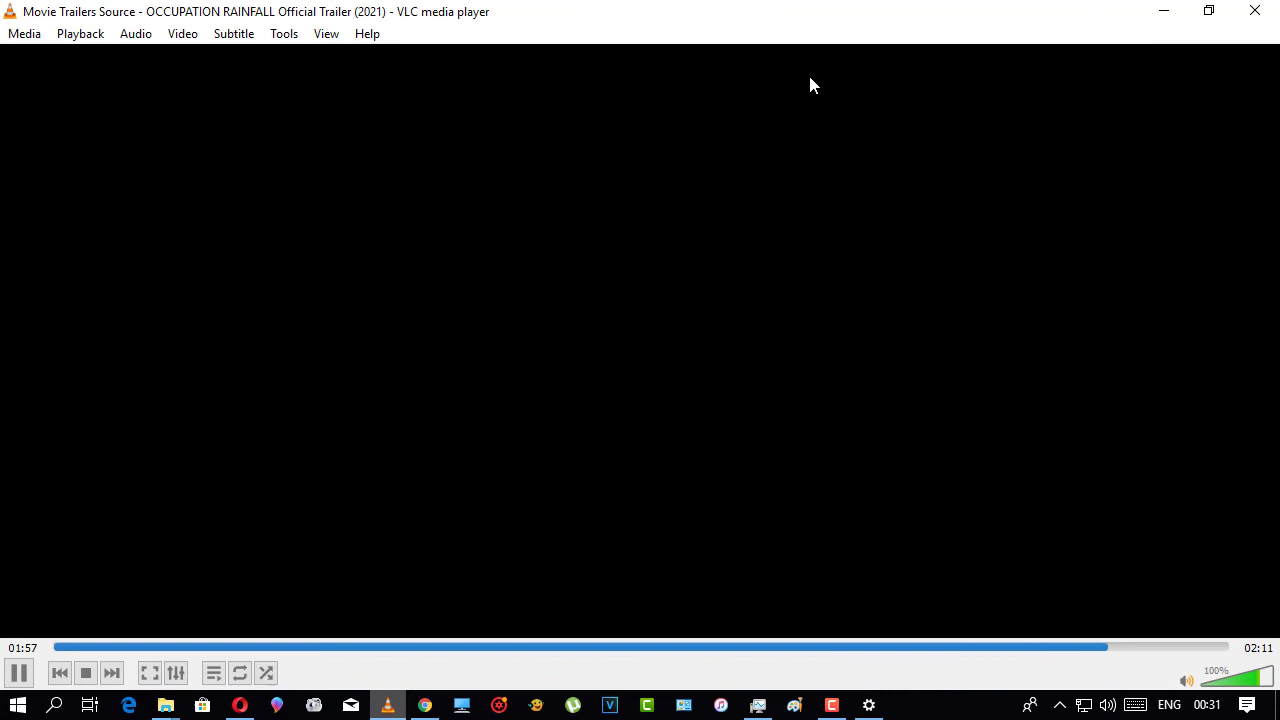 Movie Trailers Source - OCCUPATION RAINFALL Official Trailer (2021) - VLC media player
Media Playback Audio Video Subtitle Tools View Help
01:57 02:11
100%
ENG 00:31